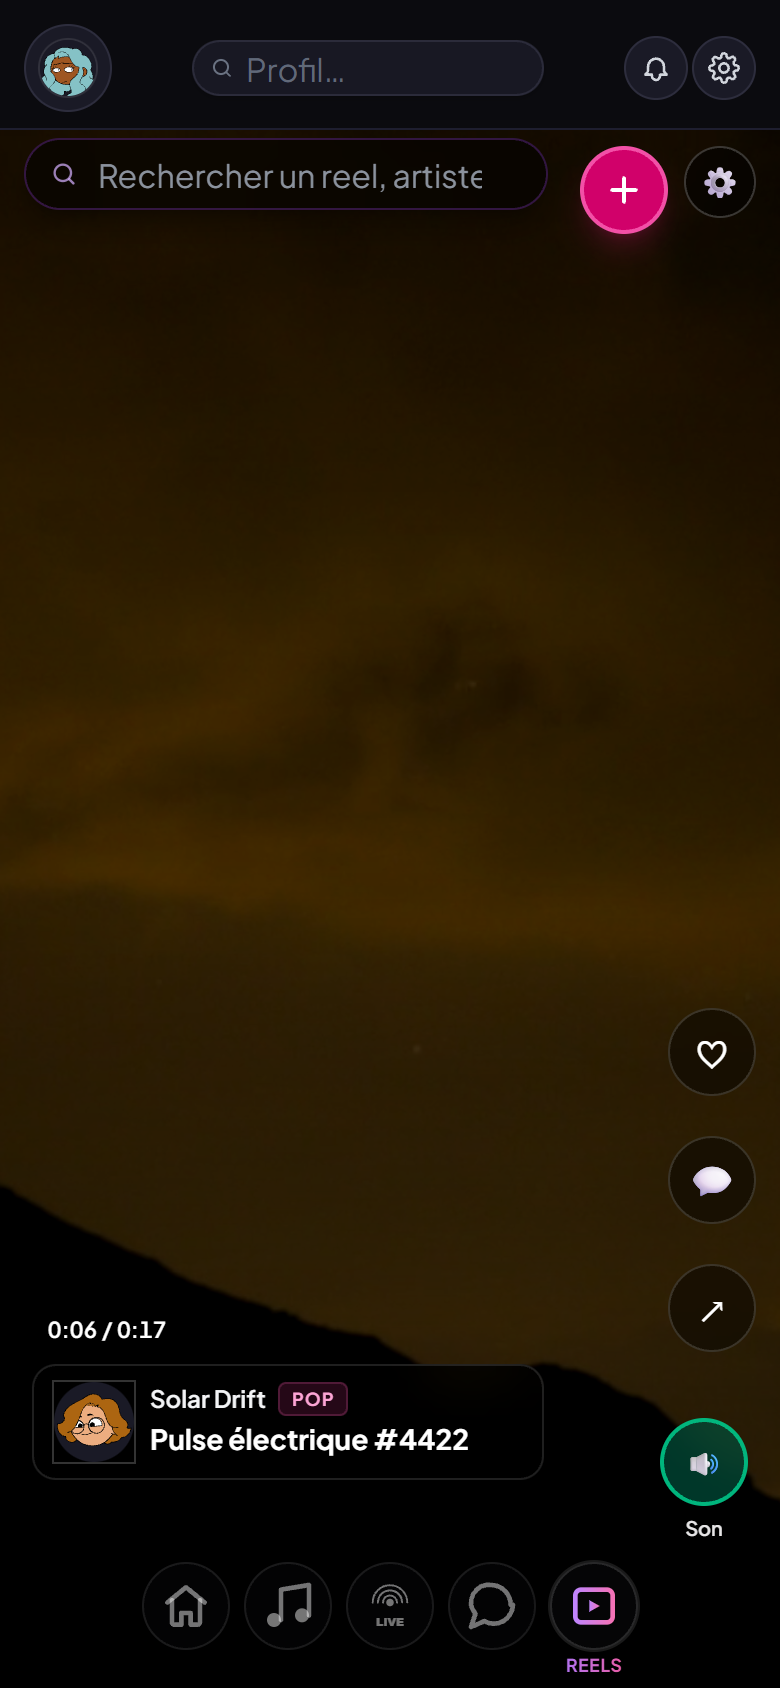 Profil...
Rechercher un reel, artiste
0:06 / 0:17
Solar Drift POP
Pulse électrique #4422
Son
LIVE
REELS